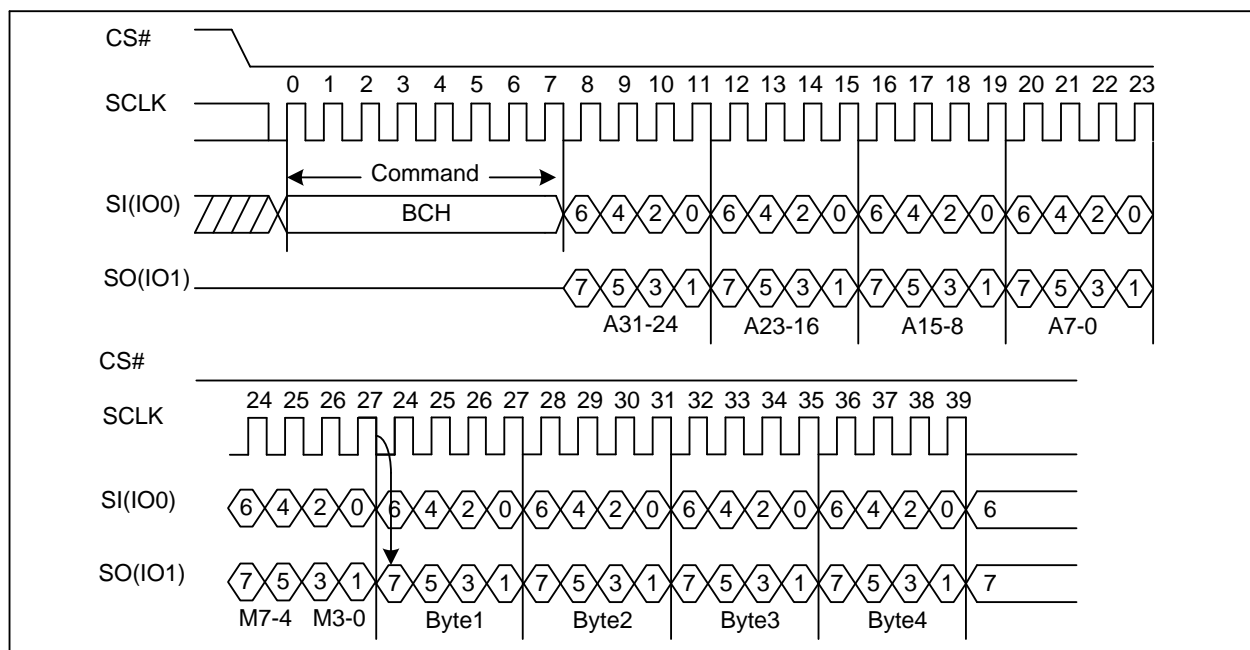 CS#
0 1 2 3 4 5 6 7 8 9 10 11 12 13 14 15 16 17 18 19 20 21 22 23
SCLK
Command
SI(IO0) BCH 6 4 2 0 6 4 2 0 6 4 2 0 6 4 2 0
SO(IO1) 7 5 3 1 7 5 3 1 7 5 3 1 7 5 3 1
A31-24 A23-16 A15-8 A7-0
CS#
24 25 26 27 24 25 26 27 28 29 30 31 32 33 34 35 36 37 38 39
SCLK
SI(IO0) 6 4 2 0 6 4 2 0 6 4 2 0 6 4 2 0 6 4 2 0 6
SO(IO1) 7 5 3 1 7 5 3 1 7 5 3 1 7 5 3 1 7 5 3 1 7
M7-4 M3-0 Byte1 Byte2 Byte3 Byte4